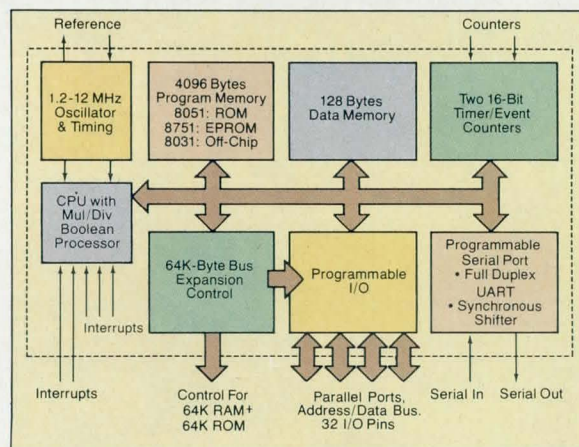 Reference
Counters
1.2-12 MHz
Oscillator
& Timing
4096 Bytes
Program Memory
8051: ROM
8751: EPROM
8031: Off-Chip
128 Bytes
Data Memory
Two 16-Bit
Timer/Event
Counters
CPU with
Mul/Div
Boolean
Processor
64K-Byte Bus
Expansion
Control
Programmable
I/O
Programmable
Serial Port
• Full Duplex
UART
• Synchronous
Shifter
Interrupts
Interrupts
Control For
64K RAM+
64K ROM
Parallel Ports,
Address/Data Bus.
32 I/O Pins
Serial In
Serial Out